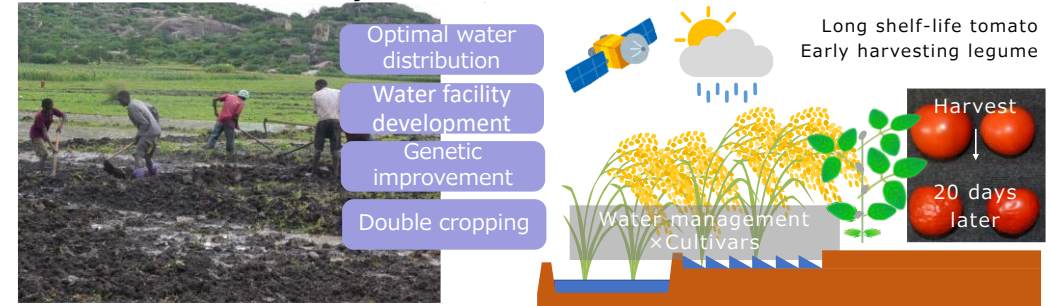 Optimal water
distribution
Water facility
development
Genetic
improvement
Double cropping
Long shelf-life tomato
Early harvesting legume
Harvest
20 days
later
Water management
×Cultivars